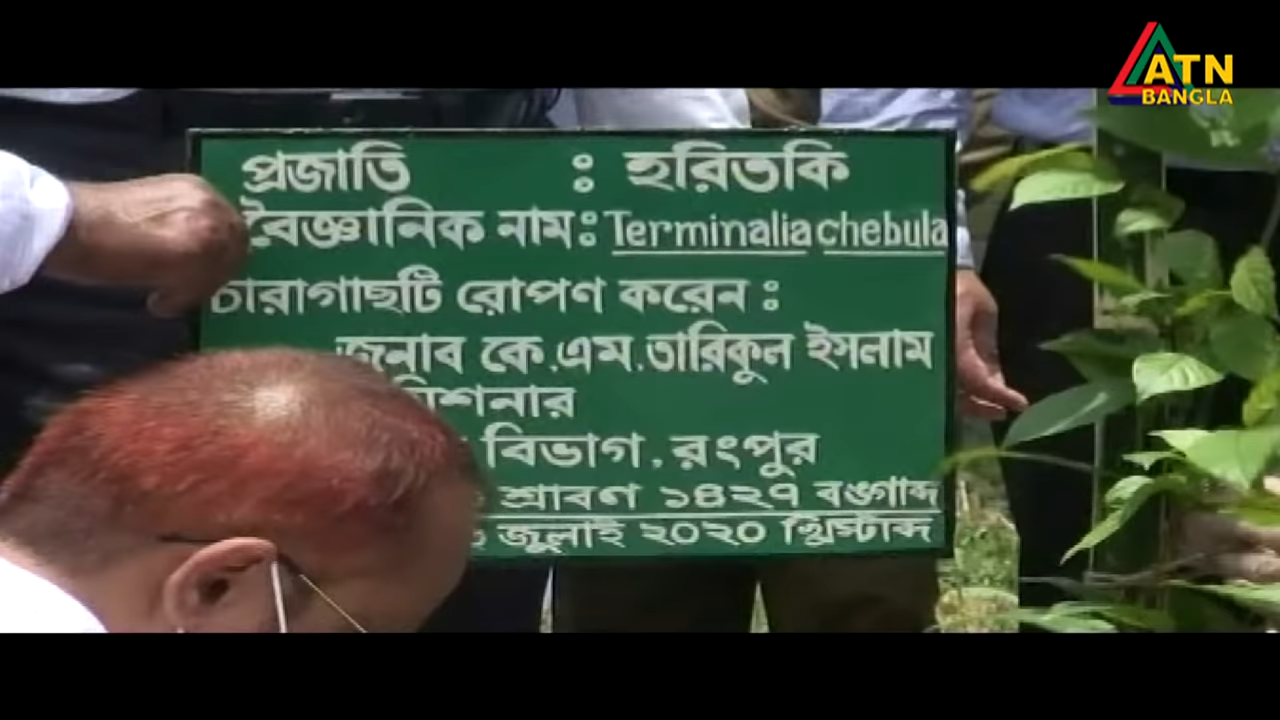 ATN
BANGLA
প্রজাতি : হরিতকি
বৈজ্ঞানিক নাম: Terminalia chebula
চারাগাছটি রোপণ করেন :
জনাব কে.এম.তারিকুল ইসলাম
বিভাগ, রংপুর
শ্রাবণ ১৪২৭ বঙ্গাব্দ
জুলাই ২০২০ খ্রিস্টাব্দ